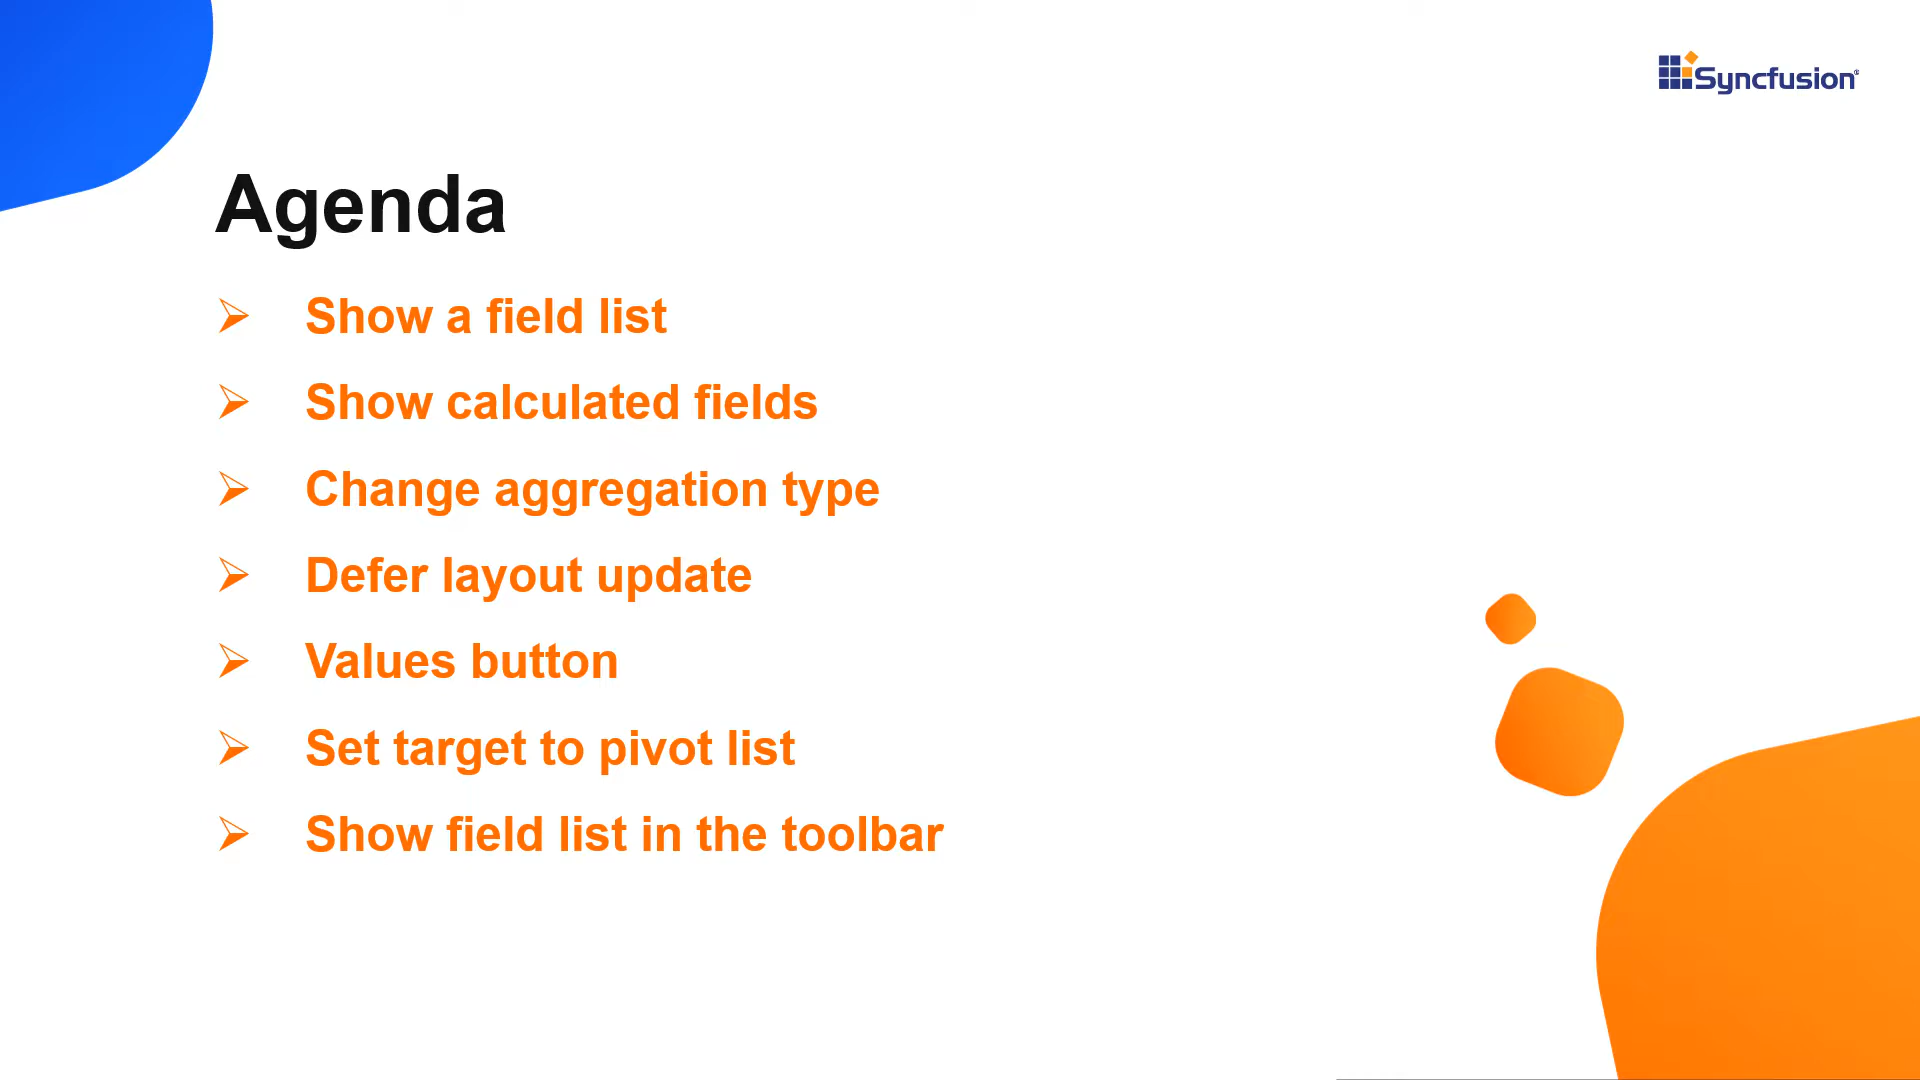 Syncfusion®
Agenda
➢ Show a field list
➢ Show calculated fields
➢ Change aggregation type
➢ Defer layout update
➢ Values button
➢ Set target to pivot list
➢ Show field list in the toolbar